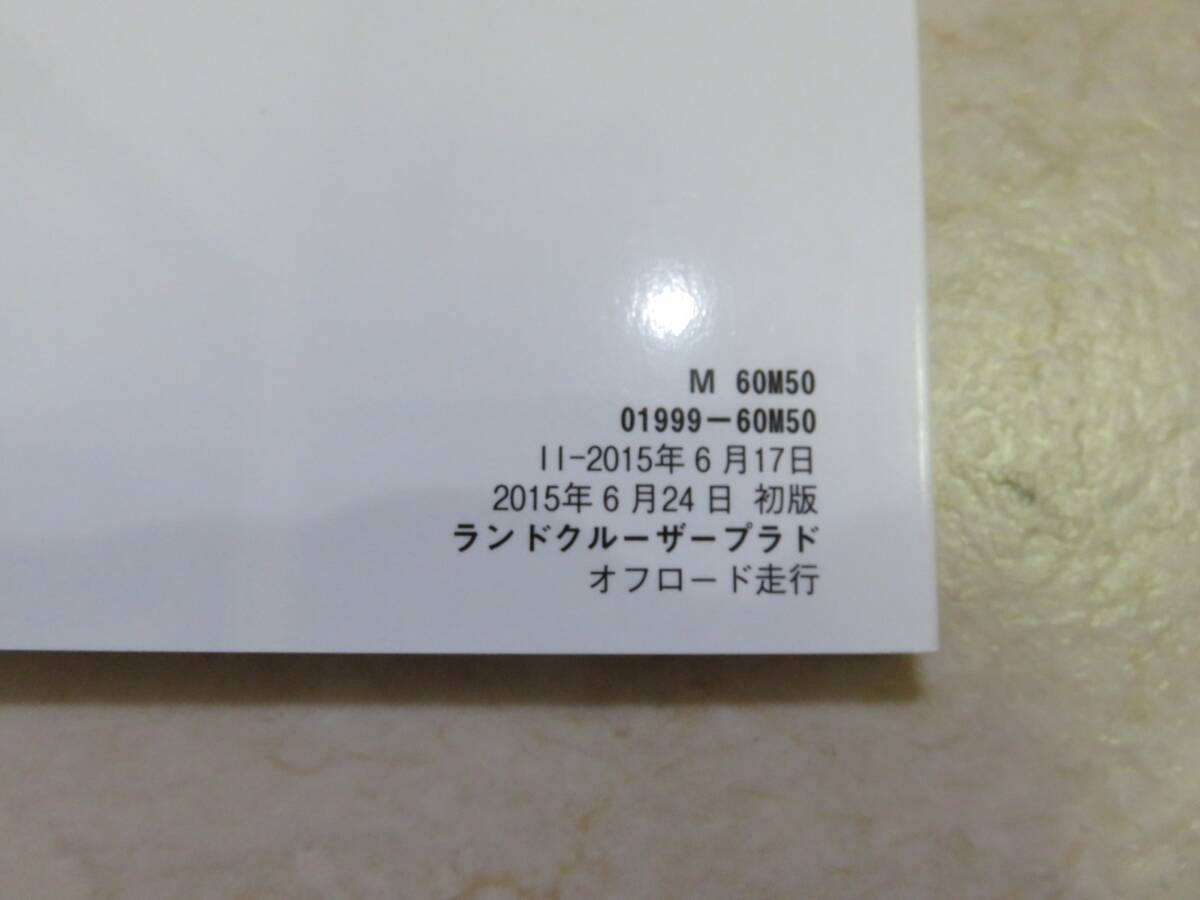 M 60M50
01999-60M50
II-2015年6月17日
2015年6月24日 初版
ランドクルーザープラド
オフロード走行